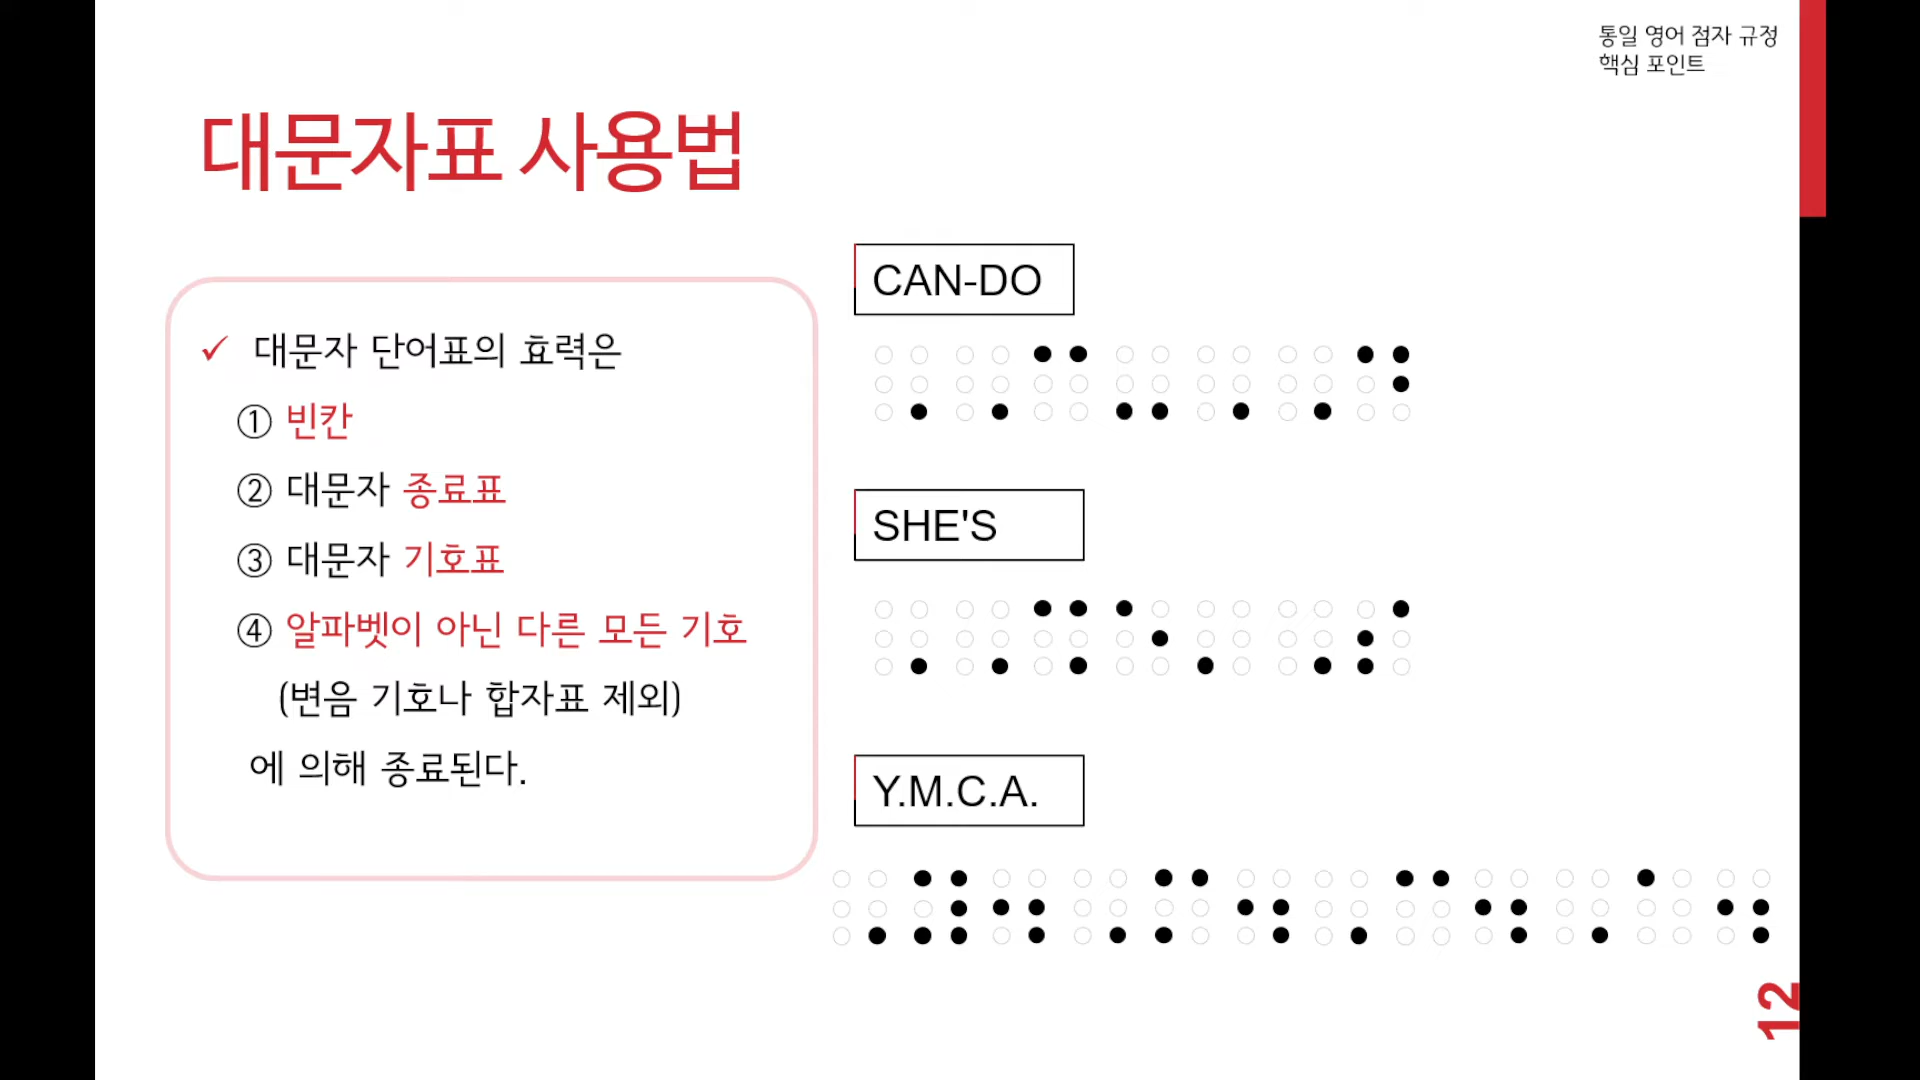 통일 영어 점자 규정
핵심 포인트
대문자표 사용법
✓ 대문자 단어표의 효력은
① 빈칸
② 대문자 종료표
③ 대문자 기호표
④ 알파벳이 아닌 다른 모든 기호
(변음 기호나 합자표 제외)
에 의해 종료된다.
CAN-DO
⠠⠠⠉⠤⠠⠠⠙
SHE'S
⠠⠠⠩⠑⠄⠠⠎
Y.M.C.A.
⠠⠽⠲⠠⠍⠲⠠⠉⠲⠠⠁⠲
12